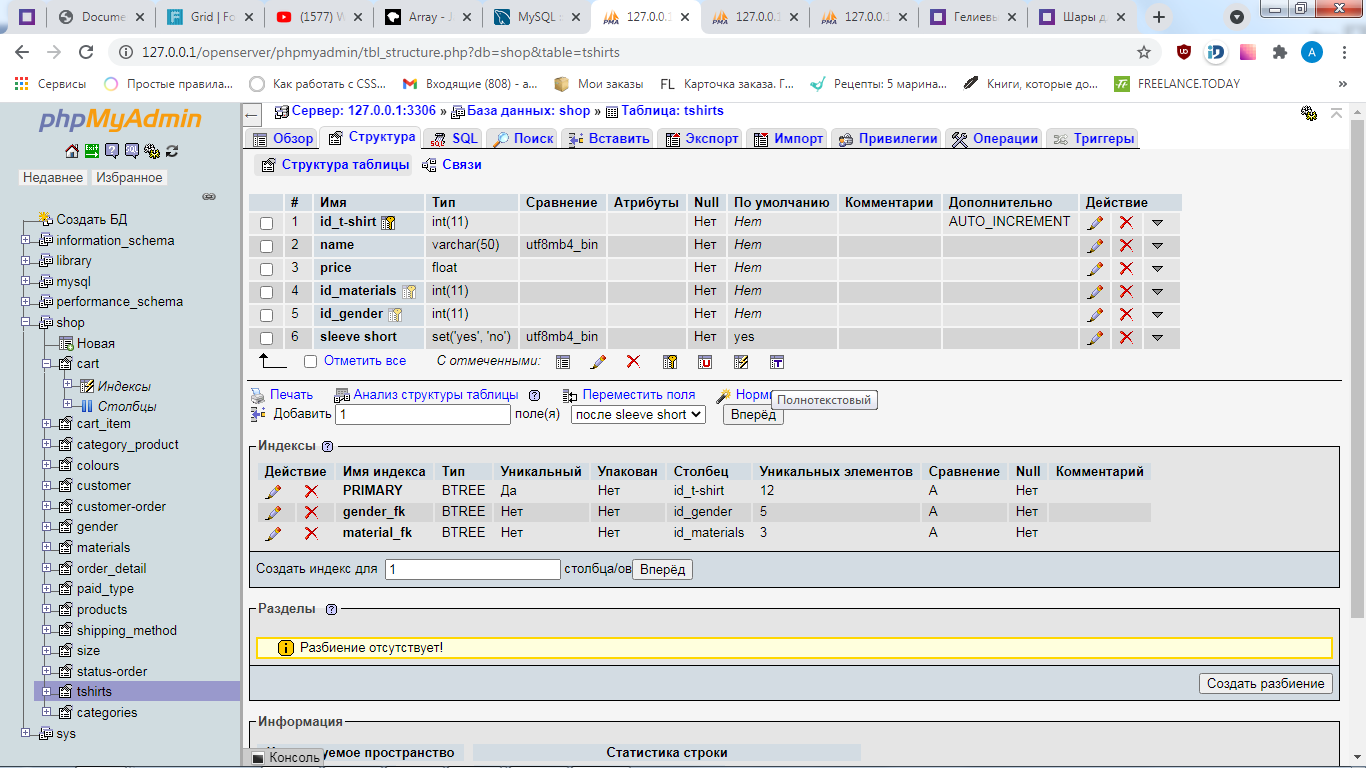 Docume
Grid | Fo
(1577) W
Array - J
MySQL :
127.0.0.1
127.0.0.1
127.0.0.1
Гелиевы
Шары д
127.0.0.1/openserver/phpmyadmin/tbl_structure.php?db=shop&table=tshirts
Сервисы
Простые правила...
Как работать с CSS...
Входящие (808) - a...
Мои заказы
FL Карточка заказа. Г...
Рецепты: 5 марина...
Книги, которые до...
FREELANCE.TODAY
»
phpMyAdmin
Недавнее Избранное
Создать БД
information_schema
library
mysql
performance_schema
shop
Новая
cart
Индексы
Столбцы
cart_item
category_product
colours
customer
customer-order
gender
materials
order_detail
paid_type
products
shipping_method
size
status-order
tshirts
categories
sys
Сервер: 127.0.0.1:3306 » База данных: shop » Таблица: tshirts
Обзор Структура SQL Поиск Вставить Экспорт Импорт Привилегии Операции Триггеры
Структура таблицы Связи
# Имя Тип Сравнение Атрибуты Null По умолчанию Комментарии Дополнительно Действие
1 id_t-shirt int(11) Нет Нет AUTO_INCREMENT
2 name varchar(50) utf8mb4_bin Нет Нет
3 price float Нет Нет
4 id_materials int(11) Нет Нет
5 id_gender int(11) Нет Нет
6 sleeve short set('yes', 'no') utf8mb4_bin Нет yes
Отметить все С отмеченными:
Печать Анализ структуры таблицы Переместить поля Норм
Полнотекстовый
Добавить 1 поле(я) после sleeve short Вперёд
Индексы
Действие Имя индекса Тип Уникальный Упакован Столбец Уникальных элементов Сравнение Null Комментарий
PRIMARY BTREE Да Нет id_t-shirt 12 A Нет
gender_fk BTREE Нет Нет id_gender 5 A Нет
material_fk BTREE Нет Нет id_materials 3 A Нет
Создать индекс для 1 столбца/ов Вперёд
Разделы
Разбиение отсутствует!
Создать разбиение
Информация
уемое пространство Статистика строки
Консоль